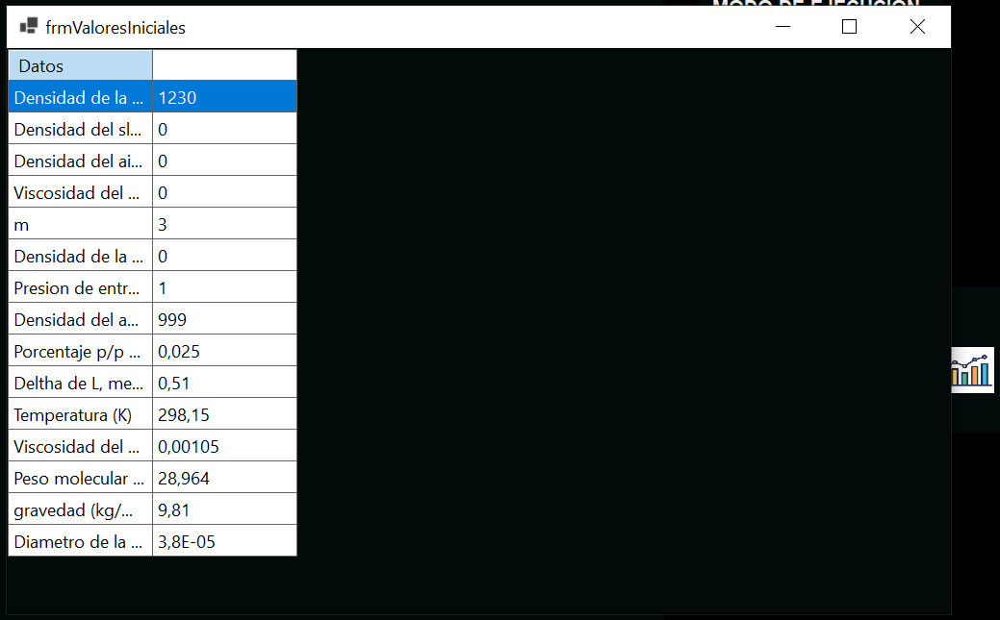 MODO DE EJECUCION
frmValoresIniciales
Datos
Densidad de la ... 1230
Densidad del sl... 0
Densidad del ai... 0
Viscosidad del ... 0
m 3
Densidad de la ... 0
Presion de entr... 1
Densidad del a... 999
Porcentaje p/p ... 0,025
Deltha de L, me... 0,51
Temperatura (K) 298,15
Viscosidad del ... 0,00105
Peso molecular ... 28,964
gravedad (kg/... 9,81
Diametro de la ... 3,8E-05